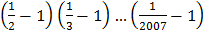 (1/2 − 1) (1/3 − 1) … (1/2007 − 1)